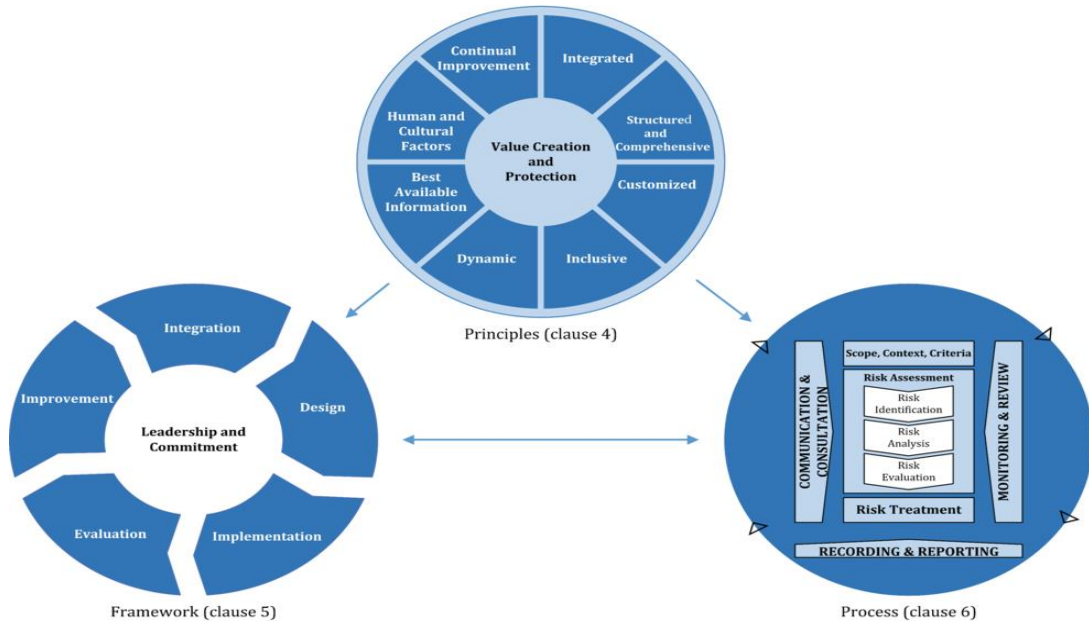 Continual
Improvement
Integrated
Human and
Cultural
Factors
Structured
and
Comprehensive
Value Creation
and
Protection
Best
Available
Information
Customized
Dynamic
Inclusive
Principles (clause 4)
Integration
Improvement
Design
Leadership and
Commitment
Evaluation
Implementation
Framework (clause 5)
Scope, Context, Criteria
COMMUNICATION &
CONSULTATION
Risk Assessment
Risk
Identification
Risk
Analysis
Risk
Evaluation
MONITORING & REVIEW
Risk Treatment
RECORDING & REPORTING
Process (clause 6)